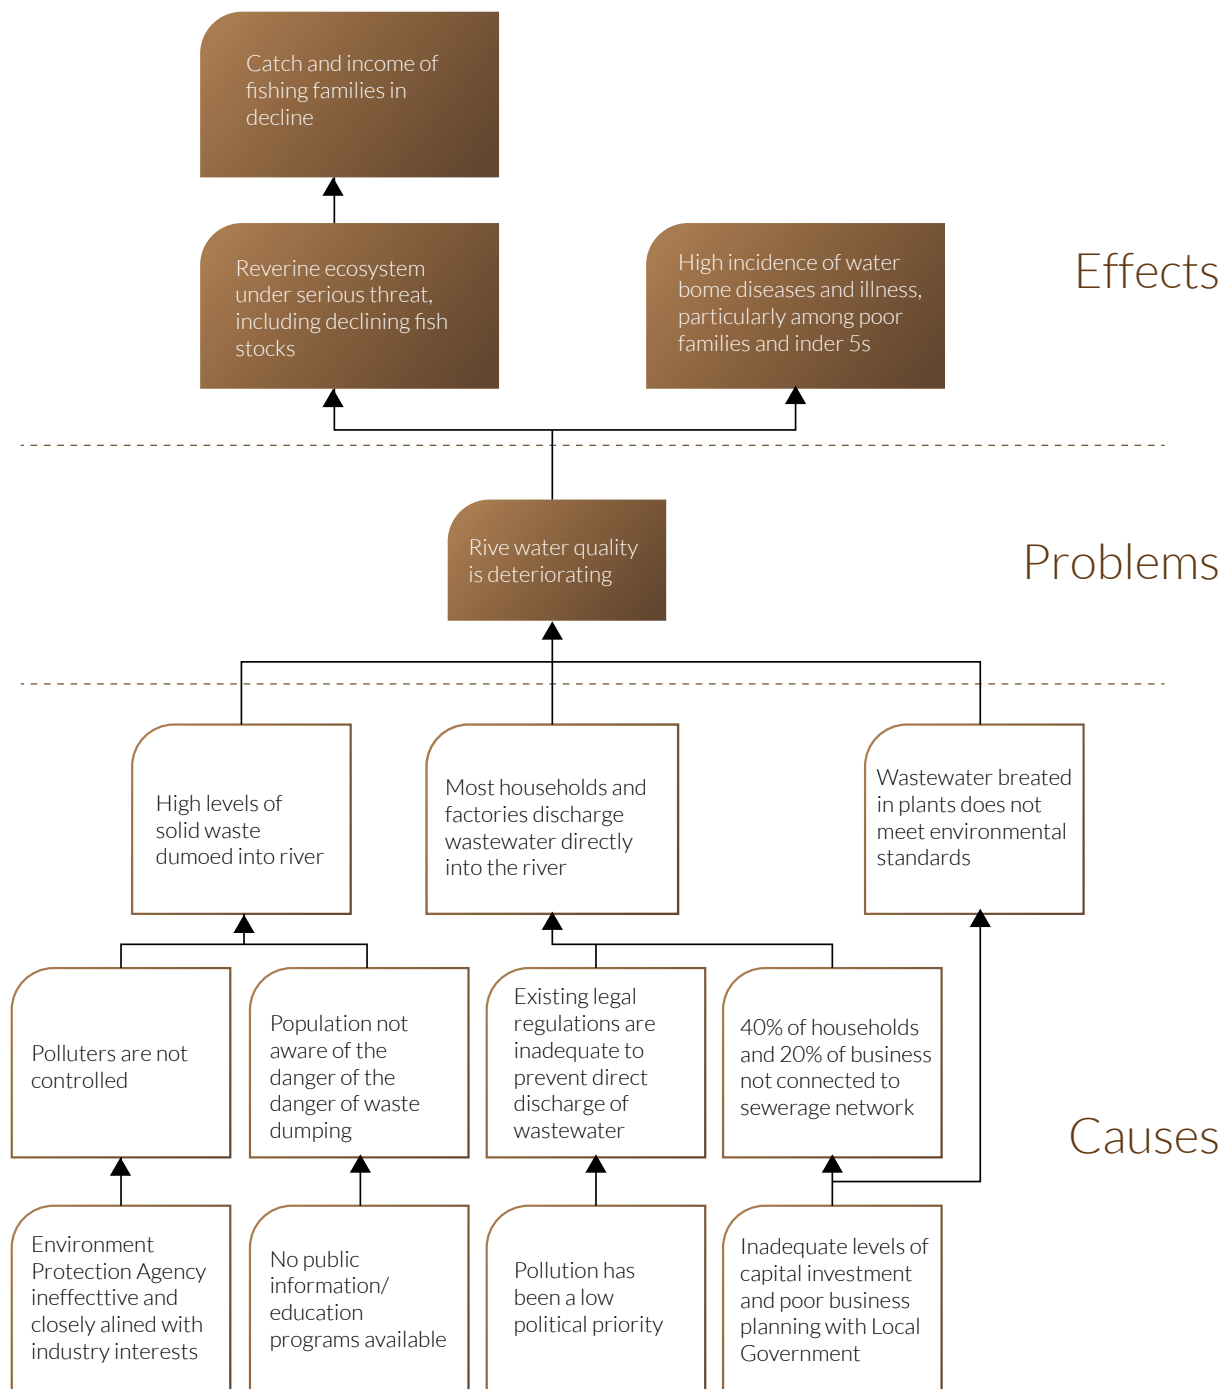 Catch and income of
fishing families in
decline
Reverine ecosystem
under serious threat,
including declining fish
stocks
High incidence of water
bome diseases and illness,
particularly among poor
families and inder 5s
Effects
Rive water quality
is deteriorating
Problems
High levels of
solid waste
dumoed into river
Most households and
factories discharge
wastewater directly
into the river
Wastewater breated
in plants does not
meet environmental
standards
Polluters are not
controlled
Population not
aware of the
danger of the
danger of waste
dumping
Existing legal
regulations are
inadequate to
prevent direct
discharge of
wastewater
40% of households
and 20% of business
not connected to
sewerage network
Causes
Environment
Protection Agency
ineffecttive and
closely alined with
industry interests
No public
information/
education
programs available
Pollution has
been a low
political priority
Inadequate levels of
capital investment
and poor business
planning with Local
Government